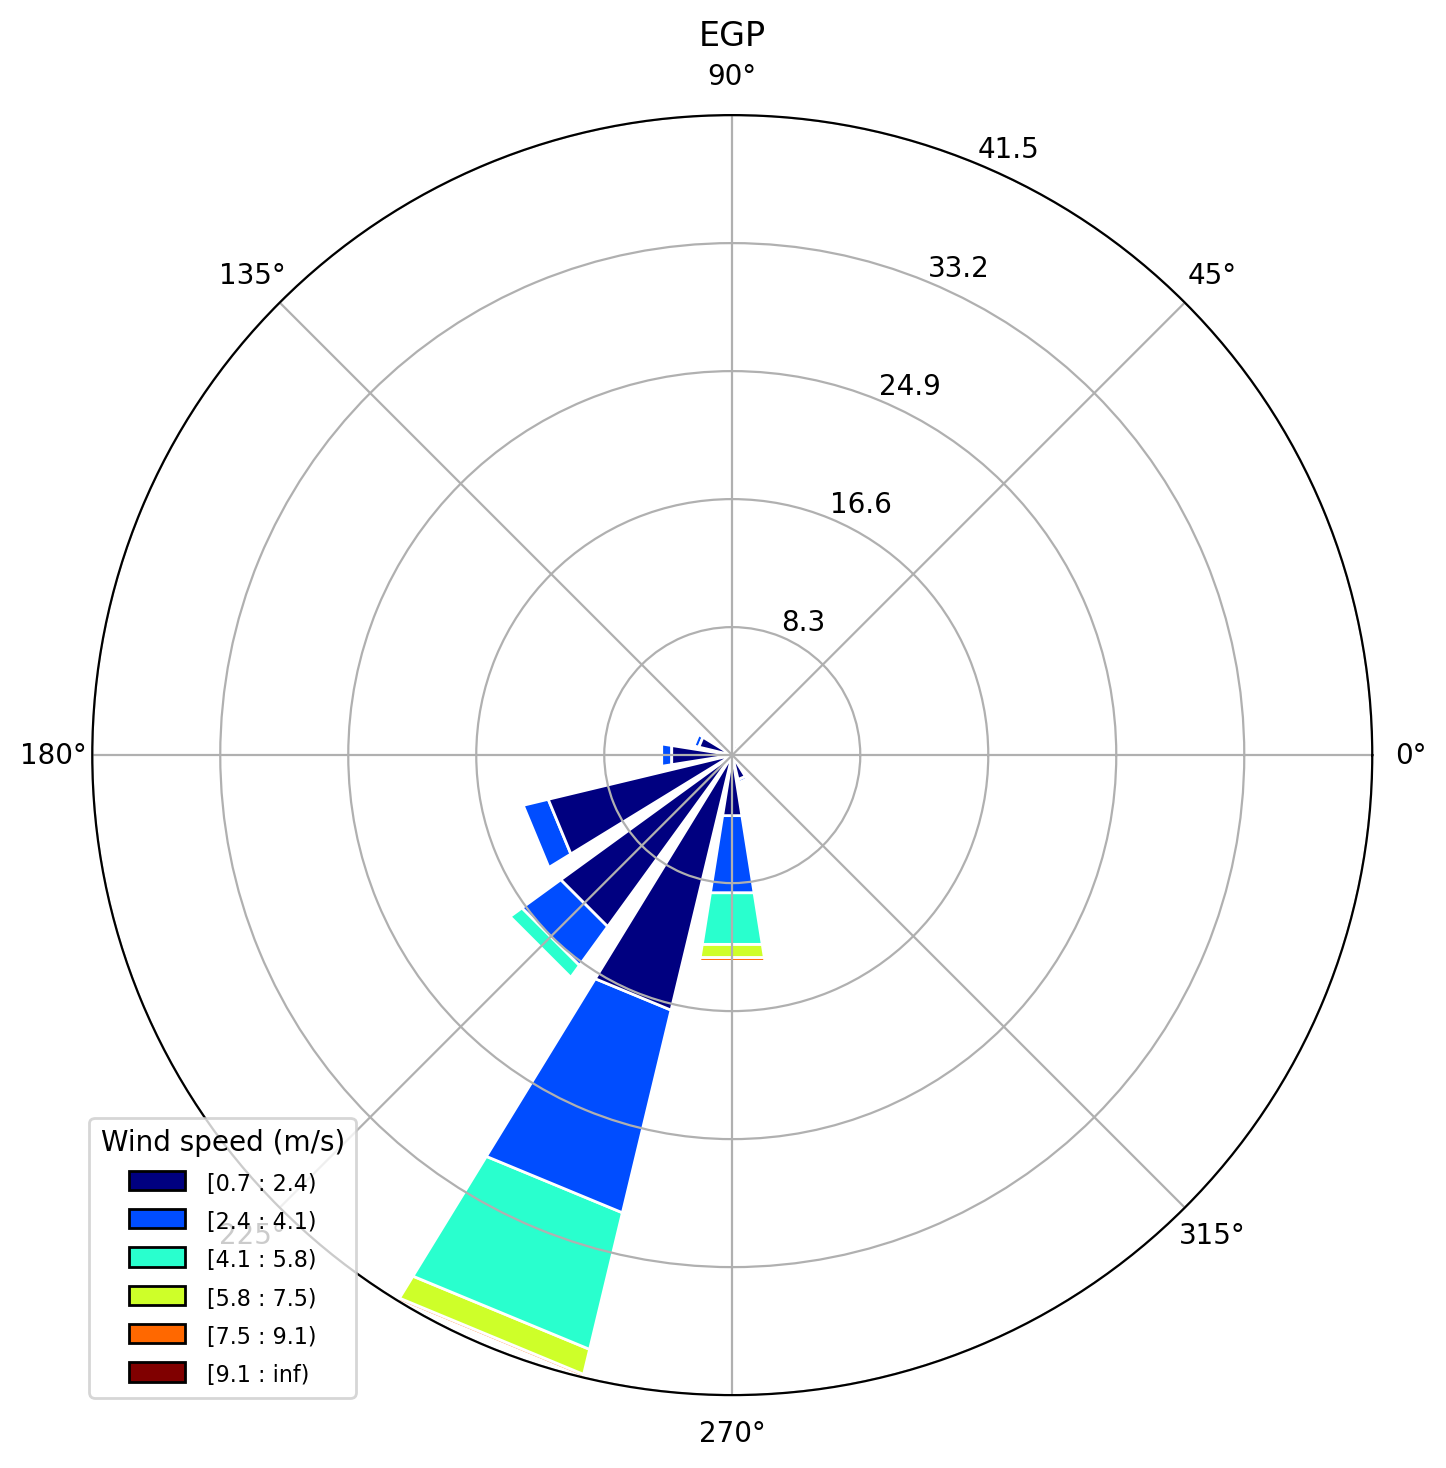 EGP
90°
41.5
135°
33.2
45°
24.9
16.6
8.3
180°
0°
Wind speed (m/s)
[0.7 : 2.4)
[2.4 : 4.1)
225°
315°
[4.1 : 5.8)
[5.8 : 7.5)
[7.5 : 9.1)
[9.1 : inf)
270°